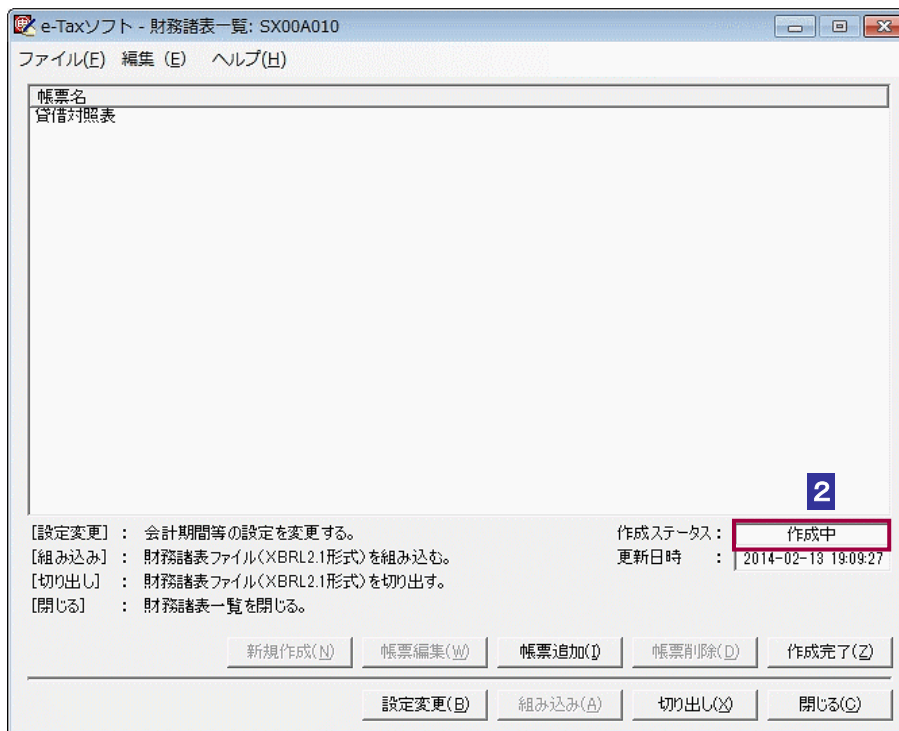 e-Taxソフト - 財務諸表一覧: SX00A010
ファイル(F) 編集 (E) ヘルプ(H)
帳票名
貸借対照表
2
[設定変更] : 会計期間等の設定を変更する。
[組み込み] : 財務諸表ファイル(XBRL2.1形式)を組み込む。
[切り出し] : 財務諸表ファイル(XBRL2.1形式)を切り出す。
[閉じる] : 財務諸表一覧を閉じる。
作成ステータス : 作成中
更新日時 : 2014-02-13 19:09:27
新規作成(N) 帳票編集(W) 帳票追加(I) 帳票削除(D) 作成完了(Z)
設定変更(B) 組み込み(A) 切り出し(X) 閉じる(C)